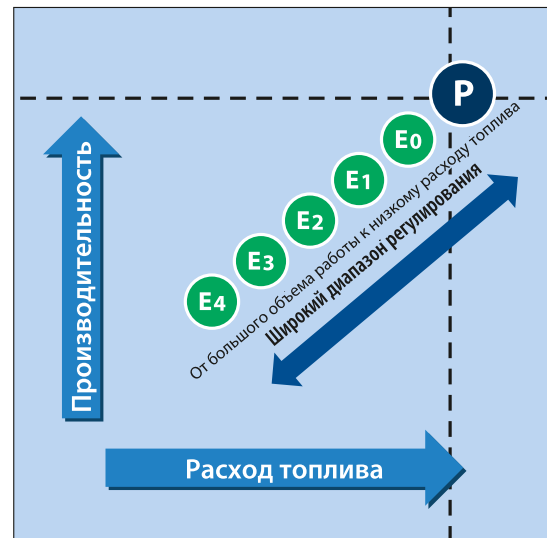 P
E0
E1
E2
E3
E4
От большого объема работы к низкому расходу топлива
Широкий диапазон регулирования
Производительность
Расход топлива